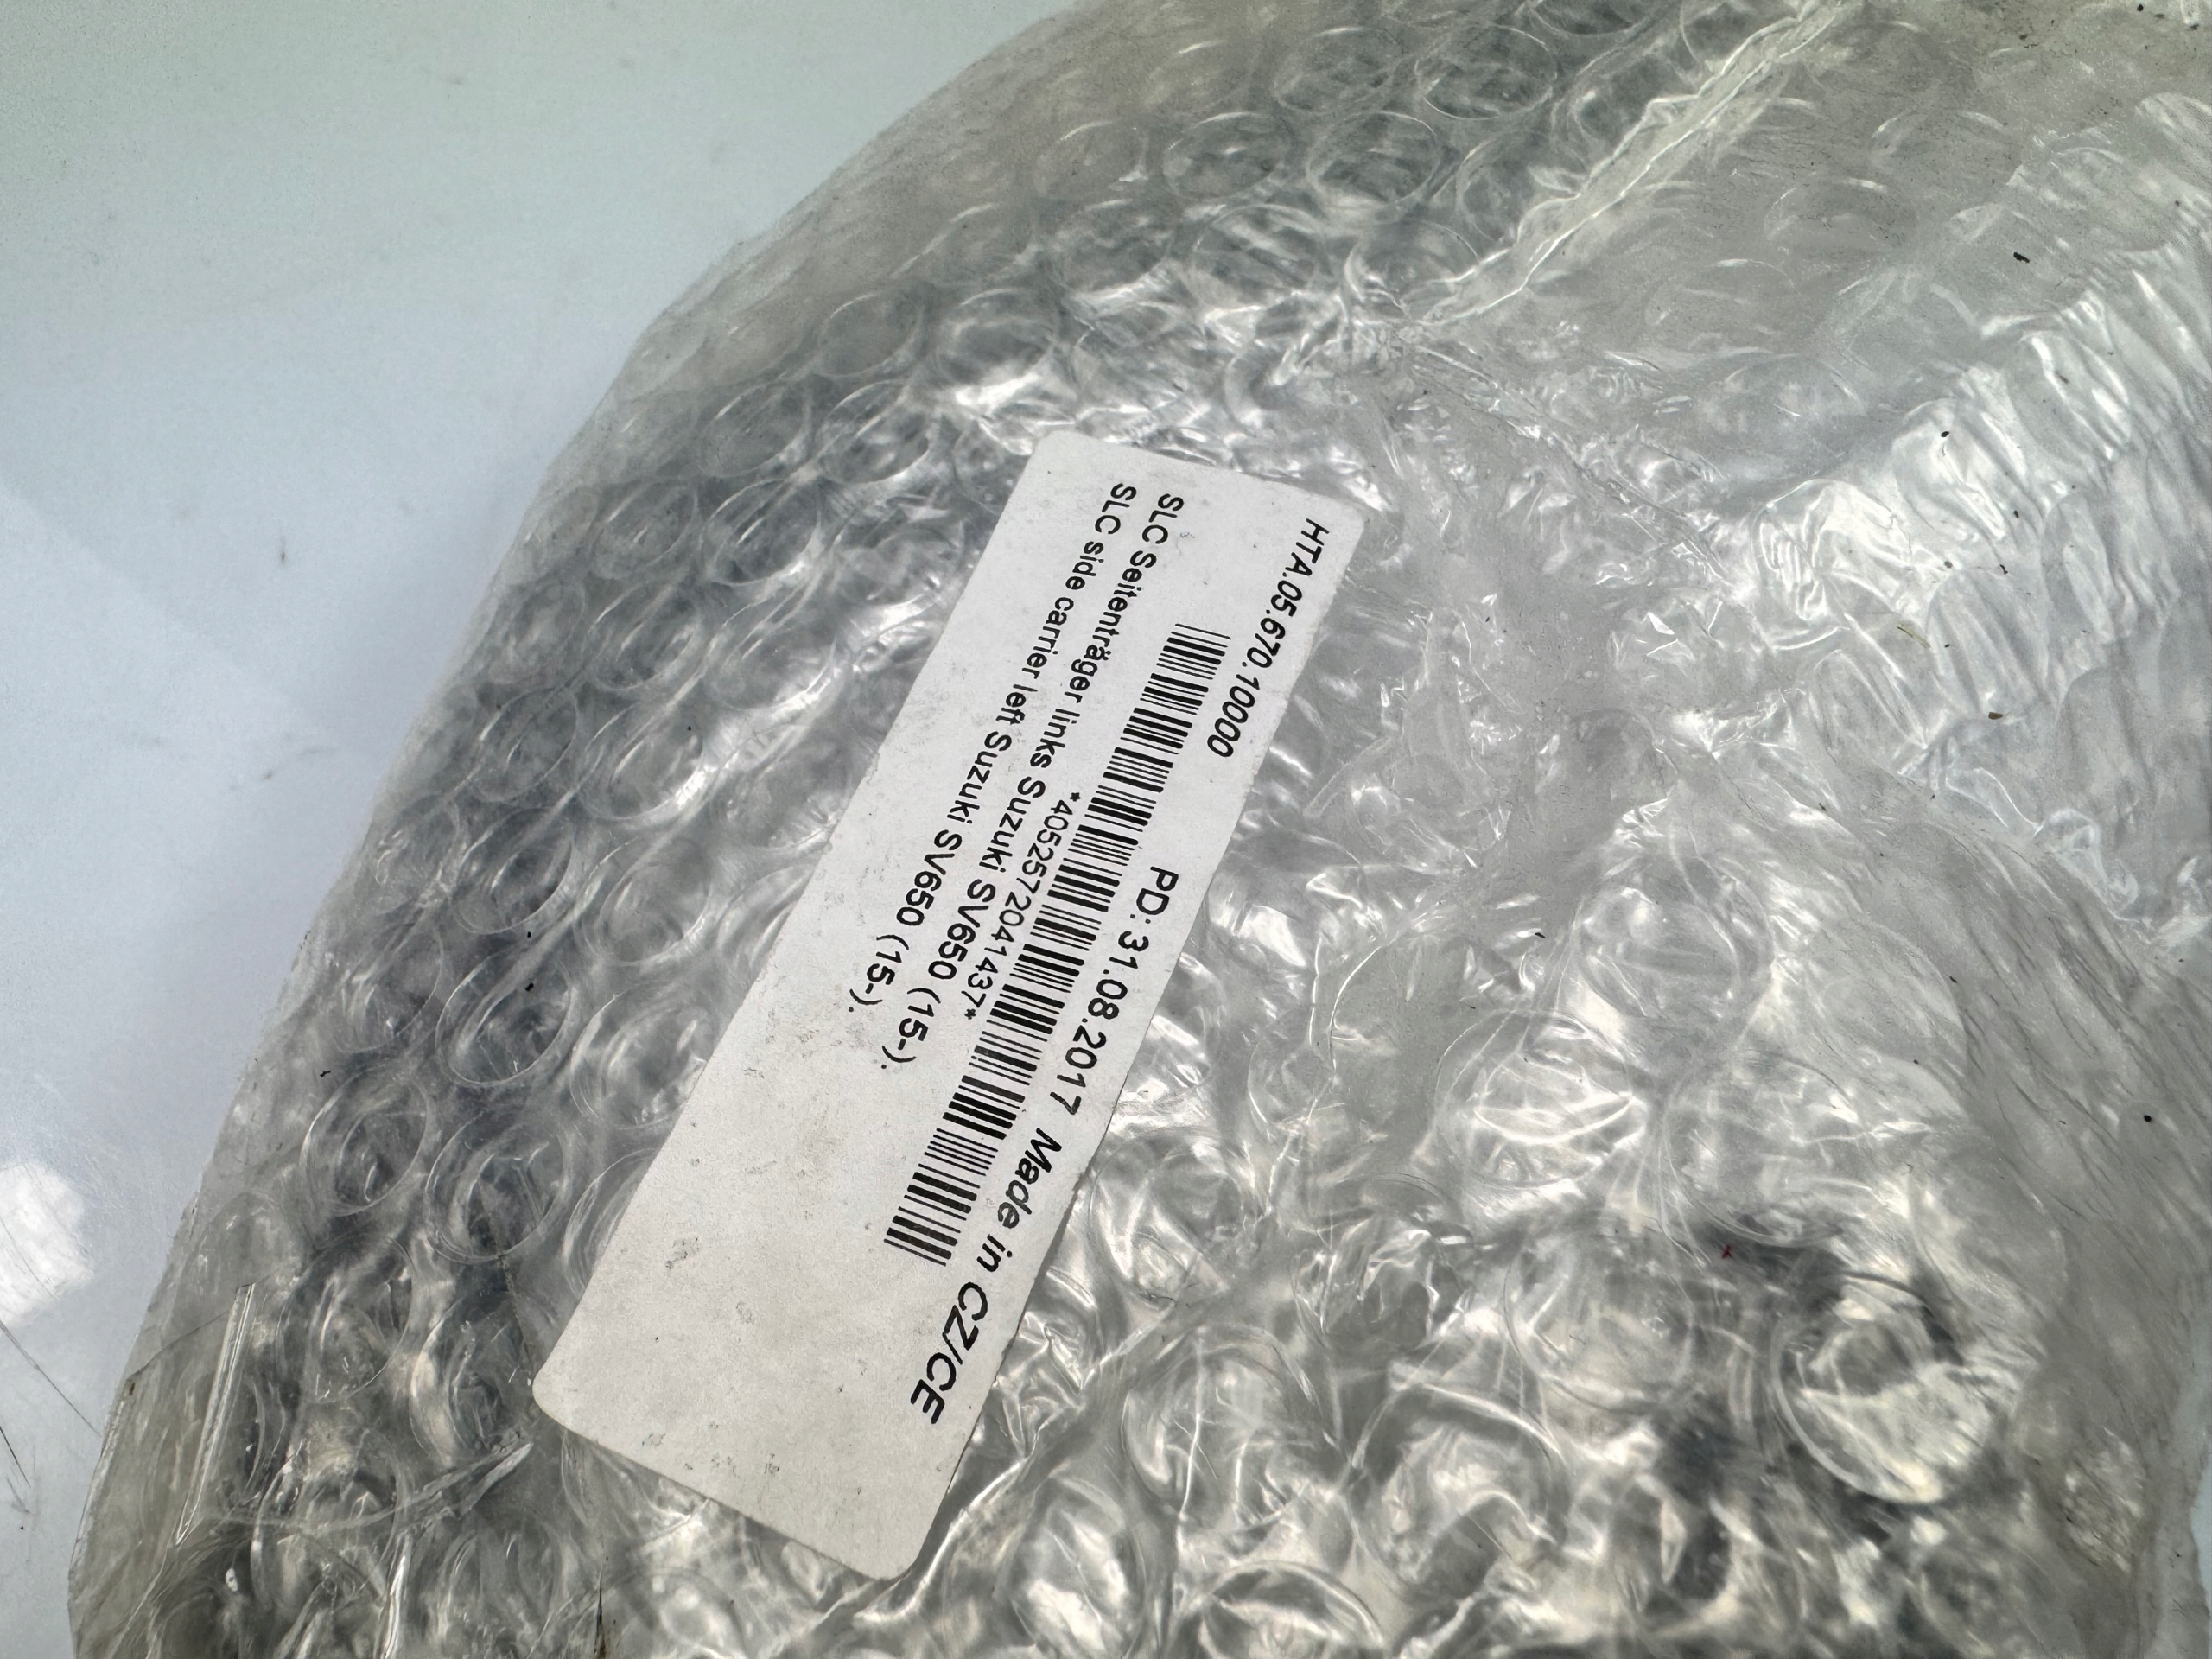 HTA.05.670.10000 PD:31.08.2017 Made in CZ/CE
*4052572041437*
SLC Seitenträger links Suzuki SV650 (15-).
SLC side carrier left Suzuki SV650 (15-).